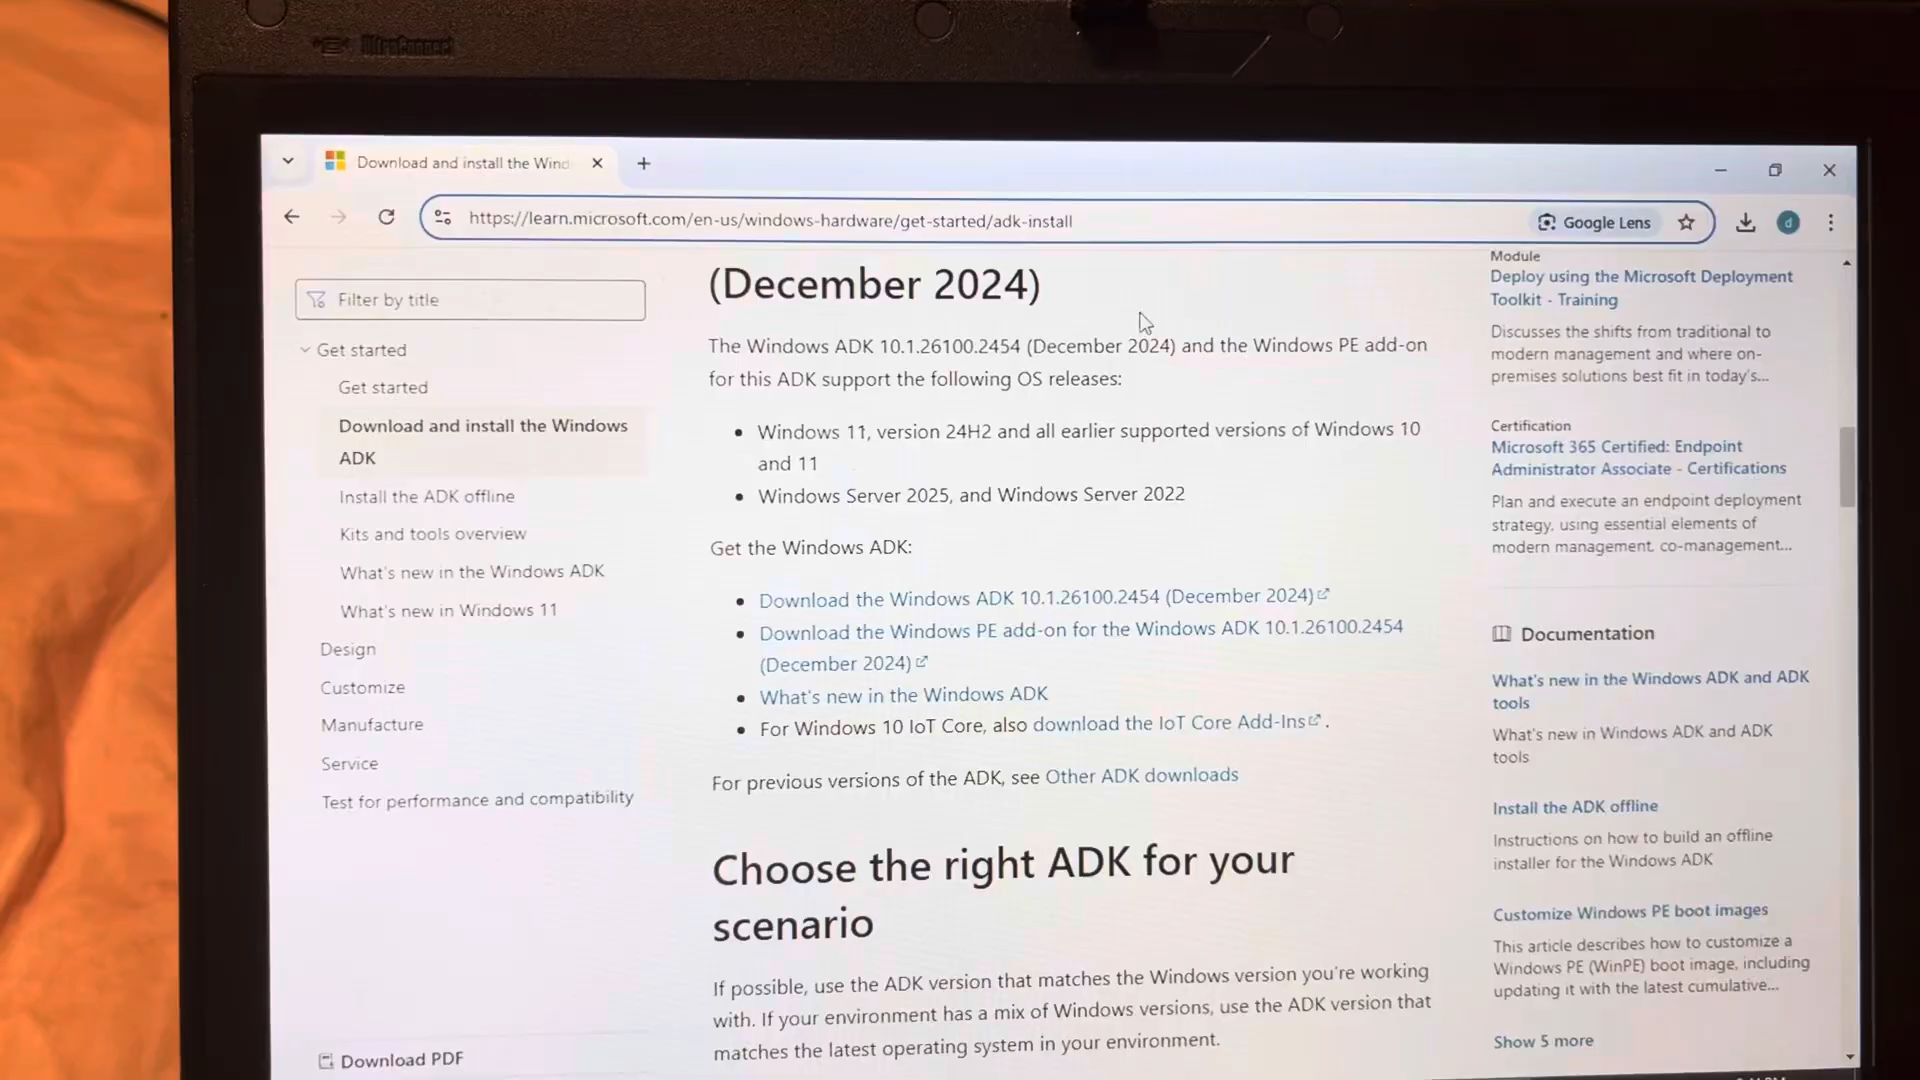 UltraConnect
Download and install the Wind
https://learn.microsoft.com/en-us/windows-hardware/get-started/adk-install
Google Lens
d
Filter by title
Get started
Get started
Download and install the Windows
ADK
Install the ADK offline
Kits and tools overview
What's new in the Windows ADK
What's new in Windows 11
Design
Customize
Manufacture
Service
Test for performance and compatibility
Download PDF
(December 2024)
The Windows ADK 10.1.26100.2454 (December 2024) and the Windows PE add-on
for this ADK support the following OS releases:
Windows 11, version 24H2 and all earlier supported versions of Windows 10
and 11
Windows Server 2025, and Windows Server 2022
Get the Windows ADK:
Download the Windows ADK 10.1.26100.2454 (December 2024)
Download the Windows PE add-on for the Windows ADK 10.1.26100.2454
(December 2024)
What's new in the Windows ADK
For Windows 10 IoT Core, also download the IoT Core Add-Ins.
For previous versions of the ADK, see Other ADK downloads
Choose the right ADK for your
scenario
If possible, use the ADK version that matches the Windows version you're working
with. If your environment has a mix of Windows versions, use the ADK version that
matches the latest operating system in your environment.
Module
Deploy using the Microsoft Deployment
Toolkit - Training
Discusses the shifts from traditional to
modern management and where on-
premises solutions best fit in today's...
Certification
Microsoft 365 Certified: Endpoint
Administrator Associate - Certifications
Plan and execute an endpoint deployment
strategy, using essential elements of
modern management, co-management...
Documentation
What's new in the Windows ADK and ADK
tools
What's new in Windows ADK and ADK
tools
Install the ADK offline
Instructions on how to build an offline
installer for the Windows ADK
Customize Windows PE boot images
This article describes how to customize a
Windows PE (WinPE) boot image, including
updating it with the latest cumulative...
Show 5 more